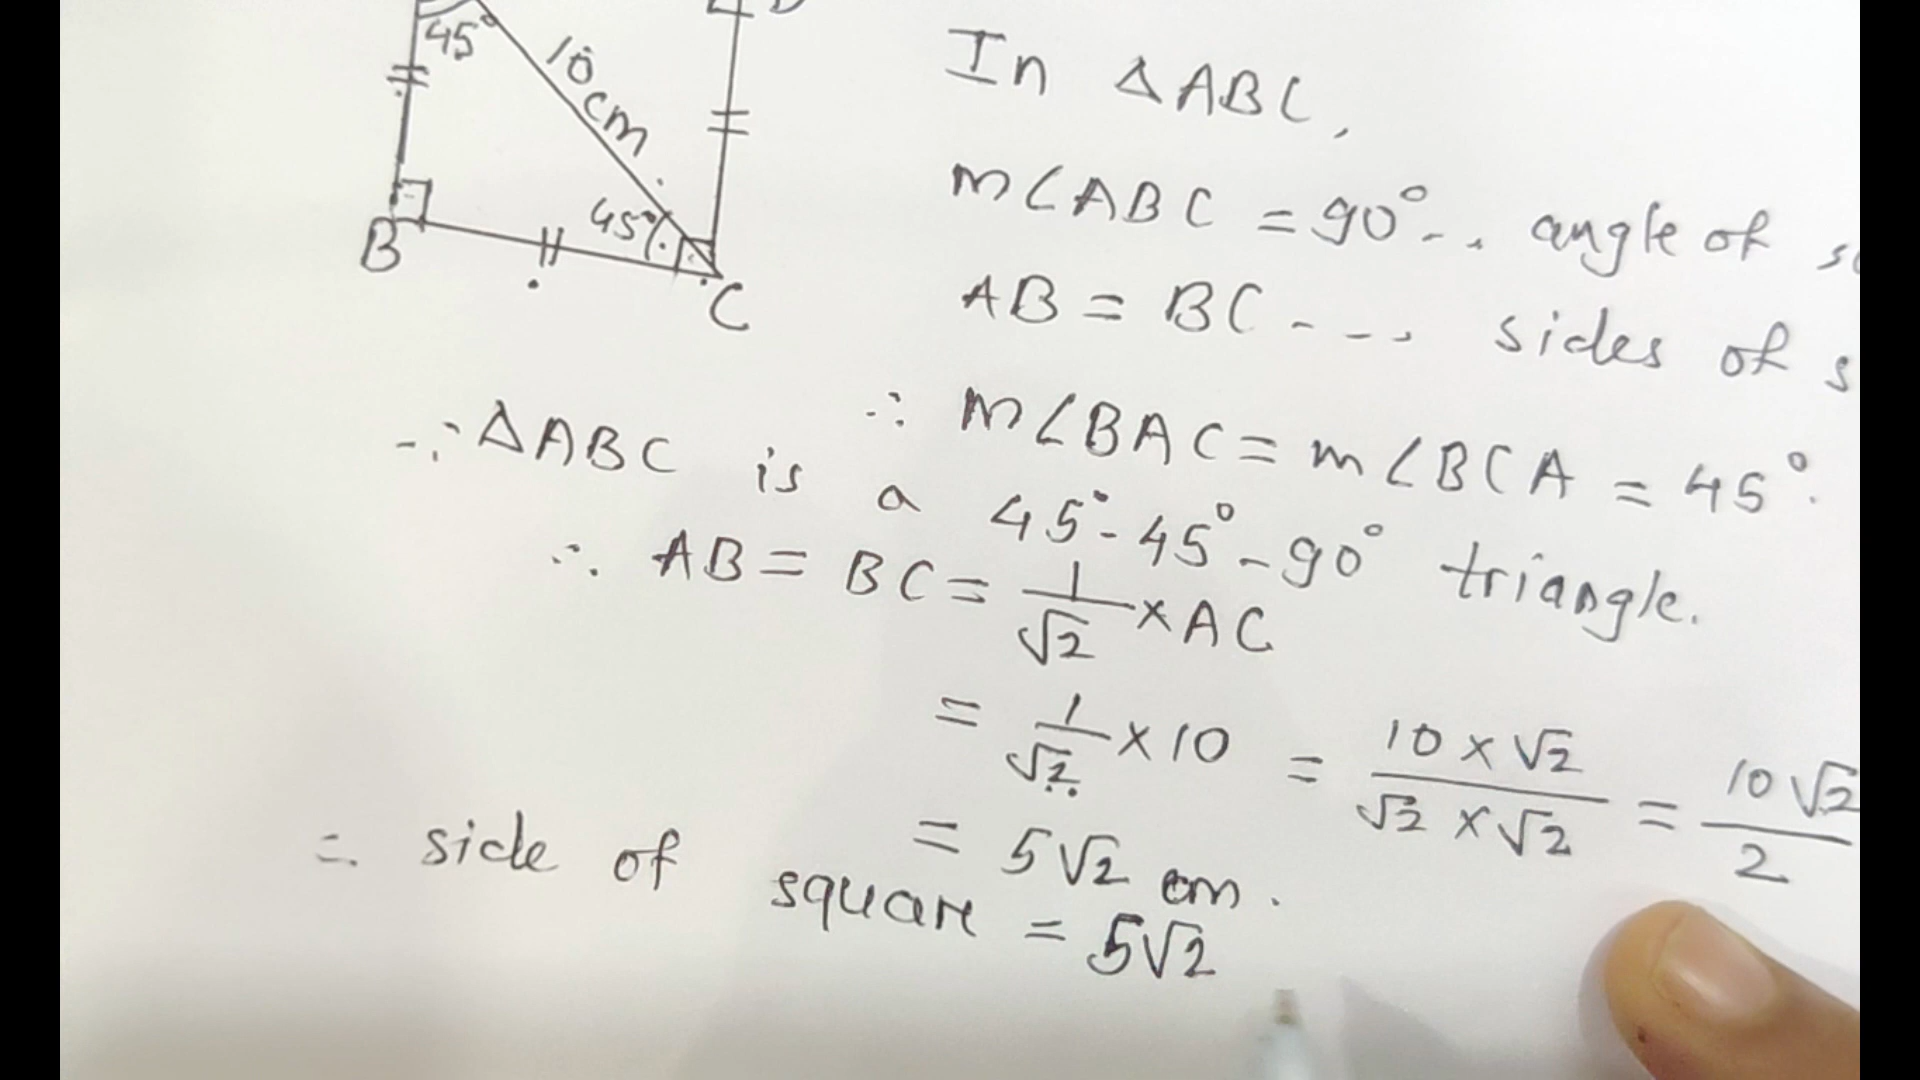 45°
10 cm
45°
B
C
In △ABC,
m∠ABC = 90° - - angle of
AB = BC - - - - sides of
∴ m∠BAC = m∠BCA = 45°.
∴ △ABC is a 45°-45°-90° triangle.
∴ AB = BC = 1/√2 × AC
= 1/√2 × 10 = 10 × √2 / √2 × √2 = 10√2 / 2
= 5√2 cm.
∴ side of square = 5√2